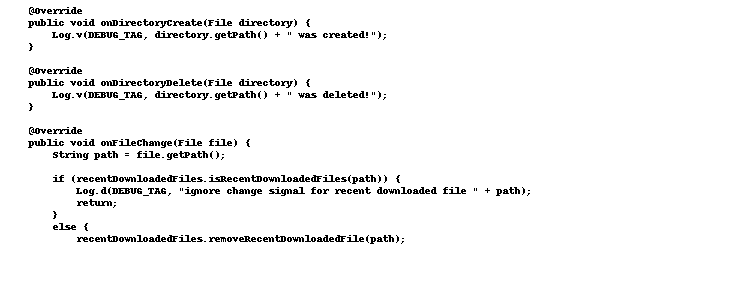 @Override
public void onDirectoryCreate(File directory) {
    Log.v(DEBUG_TAG, directory.getPath() + " was created!");
}

@Override
public void onDirectoryDelete(File directory) {
    Log.v(DEBUG_TAG, directory.getPath() + " was deleted!");
}

@Override
public void onFileChange(File file) {
    String path = file.getPath();

    if (recentDownloadedFiles.isRecentDownloadedFiles(path)) {
        Log.d(DEBUG_TAG, "ignore change signal for recent downloaded file " + path);
        return;
    }
    else {
        recentDownloadedFiles.removeRecentDownloadedFile(path);